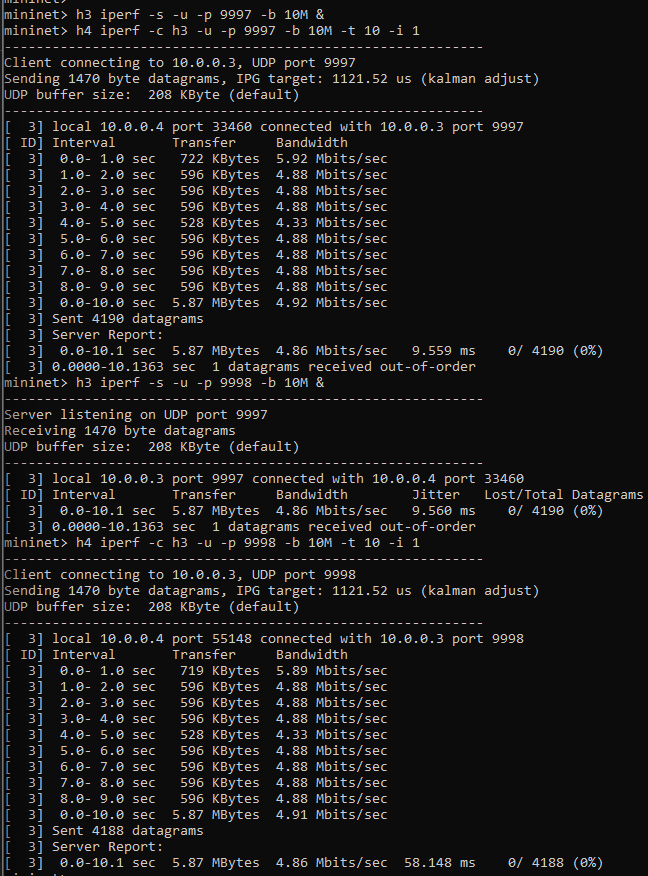 mininet>
mininet> h3 iperf -s -u -p 9997 -b 10M &
mininet> h4 iperf -c h3 -u -p 9997 -b 10M -t 10 -i 1
------------------------------------------------------------
Client connecting to 10.0.0.3, UDP port 9997
Sending 1470 byte datagrams, IPG target: 1121.52 us (kalman adjust)
UDP buffer size:  208 KByte (default)
------------------------------------------------------------
[  3] local 10.0.0.4 port 33460 connected with 10.0.0.3 port 9997
[ ID] Interval       Transfer     Bandwidth
[  3]  0.0- 1.0 sec   722 KBytes  5.92 Mbits/sec
[  3]  1.0- 2.0 sec   596 KBytes  4.88 Mbits/sec
[  3]  2.0- 3.0 sec   596 KBytes  4.88 Mbits/sec
[  3]  3.0- 4.0 sec   596 KBytes  4.88 Mbits/sec
[  3]  4.0- 5.0 sec   528 KBytes  4.33 Mbits/sec
[  3]  5.0- 6.0 sec   596 KBytes  4.88 Mbits/sec
[  3]  6.0- 7.0 sec   596 KBytes  4.88 Mbits/sec
[  3]  7.0- 8.0 sec   596 KBytes  4.88 Mbits/sec
[  3]  8.0- 9.0 sec   596 KBytes  4.88 Mbits/sec
[  3]  0.0-10.0 sec  5.87 MBytes  4.92 Mbits/sec
[  3] Sent 4190 datagrams
[  3] Server Report:
[  3]  0.0-10.1 sec  5.87 MBytes  4.86 Mbits/sec   9.559 ms    0/ 4190 (0%)
[  3] 0.0000-10.1363 sec  1 datagrams received out-of-order
mininet> h3 iperf -s -u -p 9998 -b 10M &
------------------------------------------------------------
Server listening on UDP port 9997
Receiving 1470 byte datagrams
UDP buffer size:  208 KByte (default)
------------------------------------------------------------
[  3] local 10.0.0.3 port 9997 connected with 10.0.0.4 port 33460
[ ID] Interval       Transfer     Bandwidth        Jitter   Lost/Total Datagrams
[  3]  0.0-10.1 sec  5.87 MBytes  4.86 Mbits/sec   9.560 ms    0/ 4190 (0%)
[  3] 0.0000-10.1363 sec  1 datagrams received out-of-order
mininet> h4 iperf -c h3 -u -p 9998 -b 10M -t 10 -i 1
------------------------------------------------------------
Client connecting to 10.0.0.3, UDP port 9998
Sending 1470 byte datagrams, IPG target: 1121.52 us (kalman adjust)
UDP buffer size:  208 KByte (default)
------------------------------------------------------------
[  3] local 10.0.0.4 port 55148 connected with 10.0.0.3 port 9998
[ ID] Interval       Transfer     Bandwidth
[  3]  0.0- 1.0 sec   719 KBytes  5.89 Mbits/sec
[  3]  1.0- 2.0 sec   596 KBytes  4.88 Mbits/sec
[  3]  2.0- 3.0 sec   596 KBytes  4.88 Mbits/sec
[  3]  3.0- 4.0 sec   596 KBytes  4.88 Mbits/sec
[  3]  4.0- 5.0 sec   528 KBytes  4.33 Mbits/sec
[  3]  5.0- 6.0 sec   596 KBytes  4.88 Mbits/sec
[  3]  6.0- 7.0 sec   596 KBytes  4.88 Mbits/sec
[  3]  7.0- 8.0 sec   596 KBytes  4.88 Mbits/sec
[  3]  8.0- 9.0 sec   596 KBytes  4.88 Mbits/sec
[  3]  0.0-10.0 sec  5.87 MBytes  4.91 Mbits/sec
[  3] Sent 4188 datagrams
[  3] Server Report:
[  3]  0.0-10.1 sec  5.87 MBytes  4.86 Mbits/sec  58.148 ms    0/ 4188 (0%)